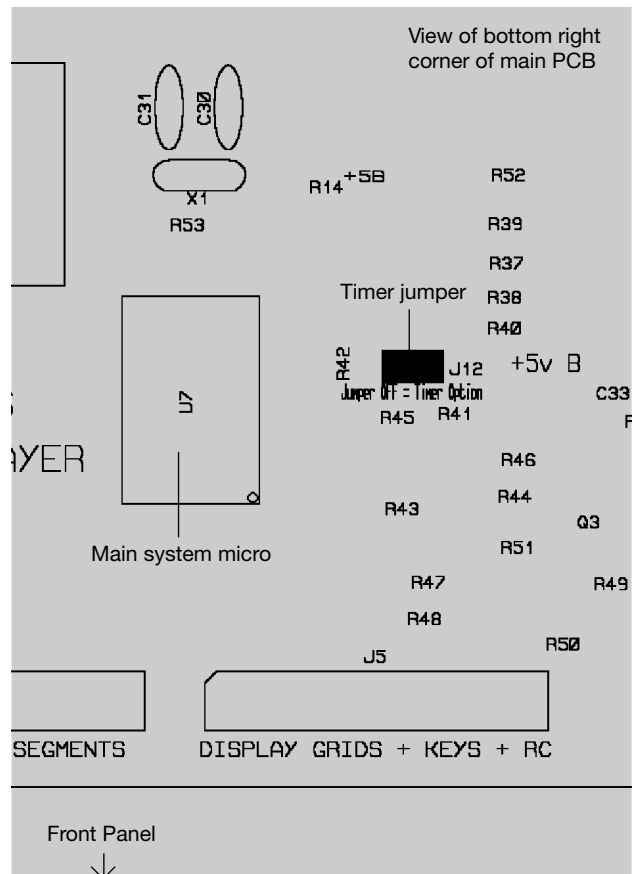 View of bottom right
corner of main PCB
C31
C30
X1
R53
R14
+5B
R52
R39
R37
R38
Timer jumper
R40
R42
J12
+5v B
Jumper Off = Timer Option
C33
R45
R41
U7
AYER
R46
R44
R43
Q3
Main system micro
R51
R47
R49
R48
R50
J5
SEGMENTS
DISPLAY GRIDS + KEYS + RC
Front Panel